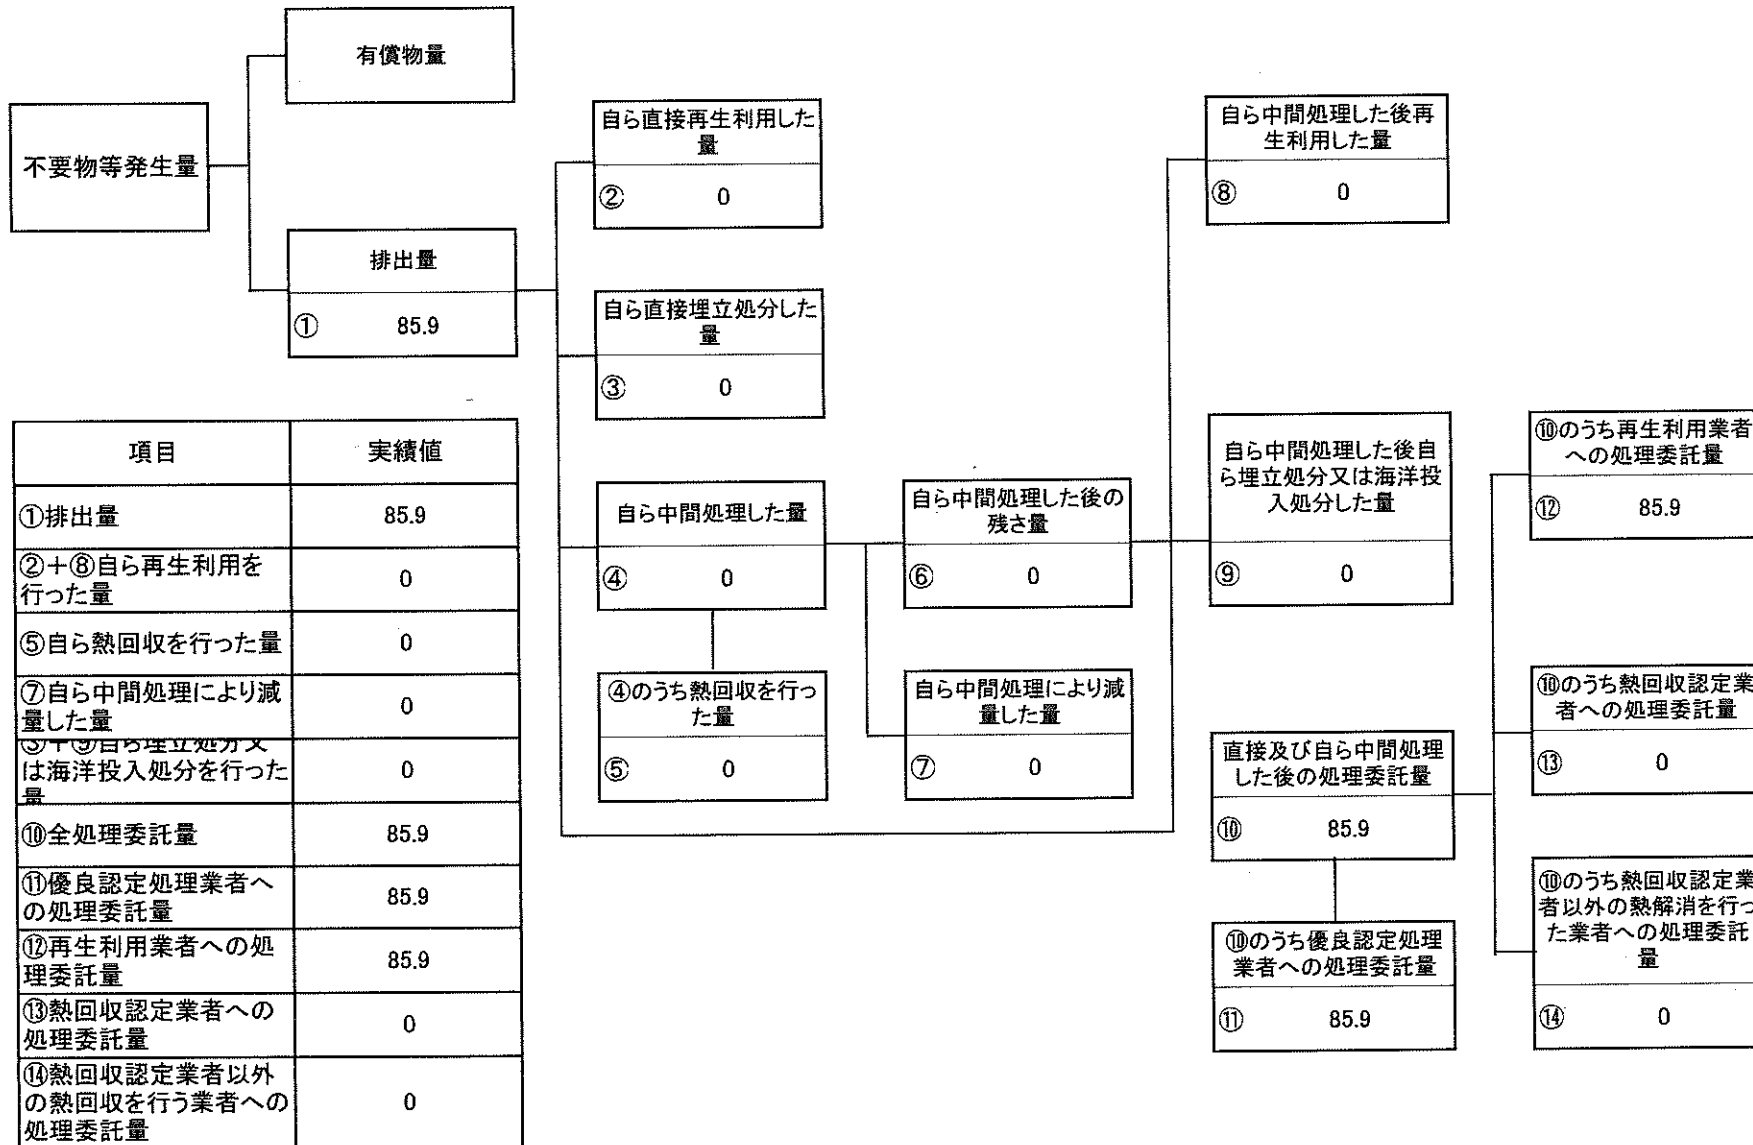 有償物量
不要物等発生量
排出量
① 85.9
自ら直接再生利用した
量
② 0
自ら直接埋立処分した
量
③ 0
自ら中間処理した量
④ 0
④のうち熱回収を行っ
た量
⑤ 0
自ら中間処理した後の
残さ量
⑥ 0
自ら中間処理により減
量した量
⑦ 0
自ら中間処理した後再
生利用した量
⑧ 0
自ら中間処理した後自
ら埋立処分又は海洋投
入処分した量
⑨ 0
直接及び自ら中間処理
した後の処理委託量
⑩ 85.9
⑩のうち優良認定処理
業者への処理委託量
⑪ 85.9
⑩のうち再生利用業者
への処理委託量
⑫ 85.9
⑩のうち熱回収認定業
者への処理委託量
⑬ 0
⑩のうち熱回収認定業
者以外の熱解消を行っ
た業者への処理委託
量
⑭ 0
項目 実績値
①排出量 85.9
②+⑧自ら再生利用を
行った量 0
⑤自ら熱回収を行った量 0
⑦自ら中間処理により減
量した量 0
③+⑨自ら埋立処分又
は海洋投入処分を行った
量 0
⑩全処理委託量 85.9
⑪優良認定処理業者へ
の処理委託量 85.9
⑫再生利用業者への処
理委託量 85.9
⑬熱回収認定業者への
処理委託量 0
⑭熱回収認定業者以外
の熱回収を行う業者への
処理委託量 0